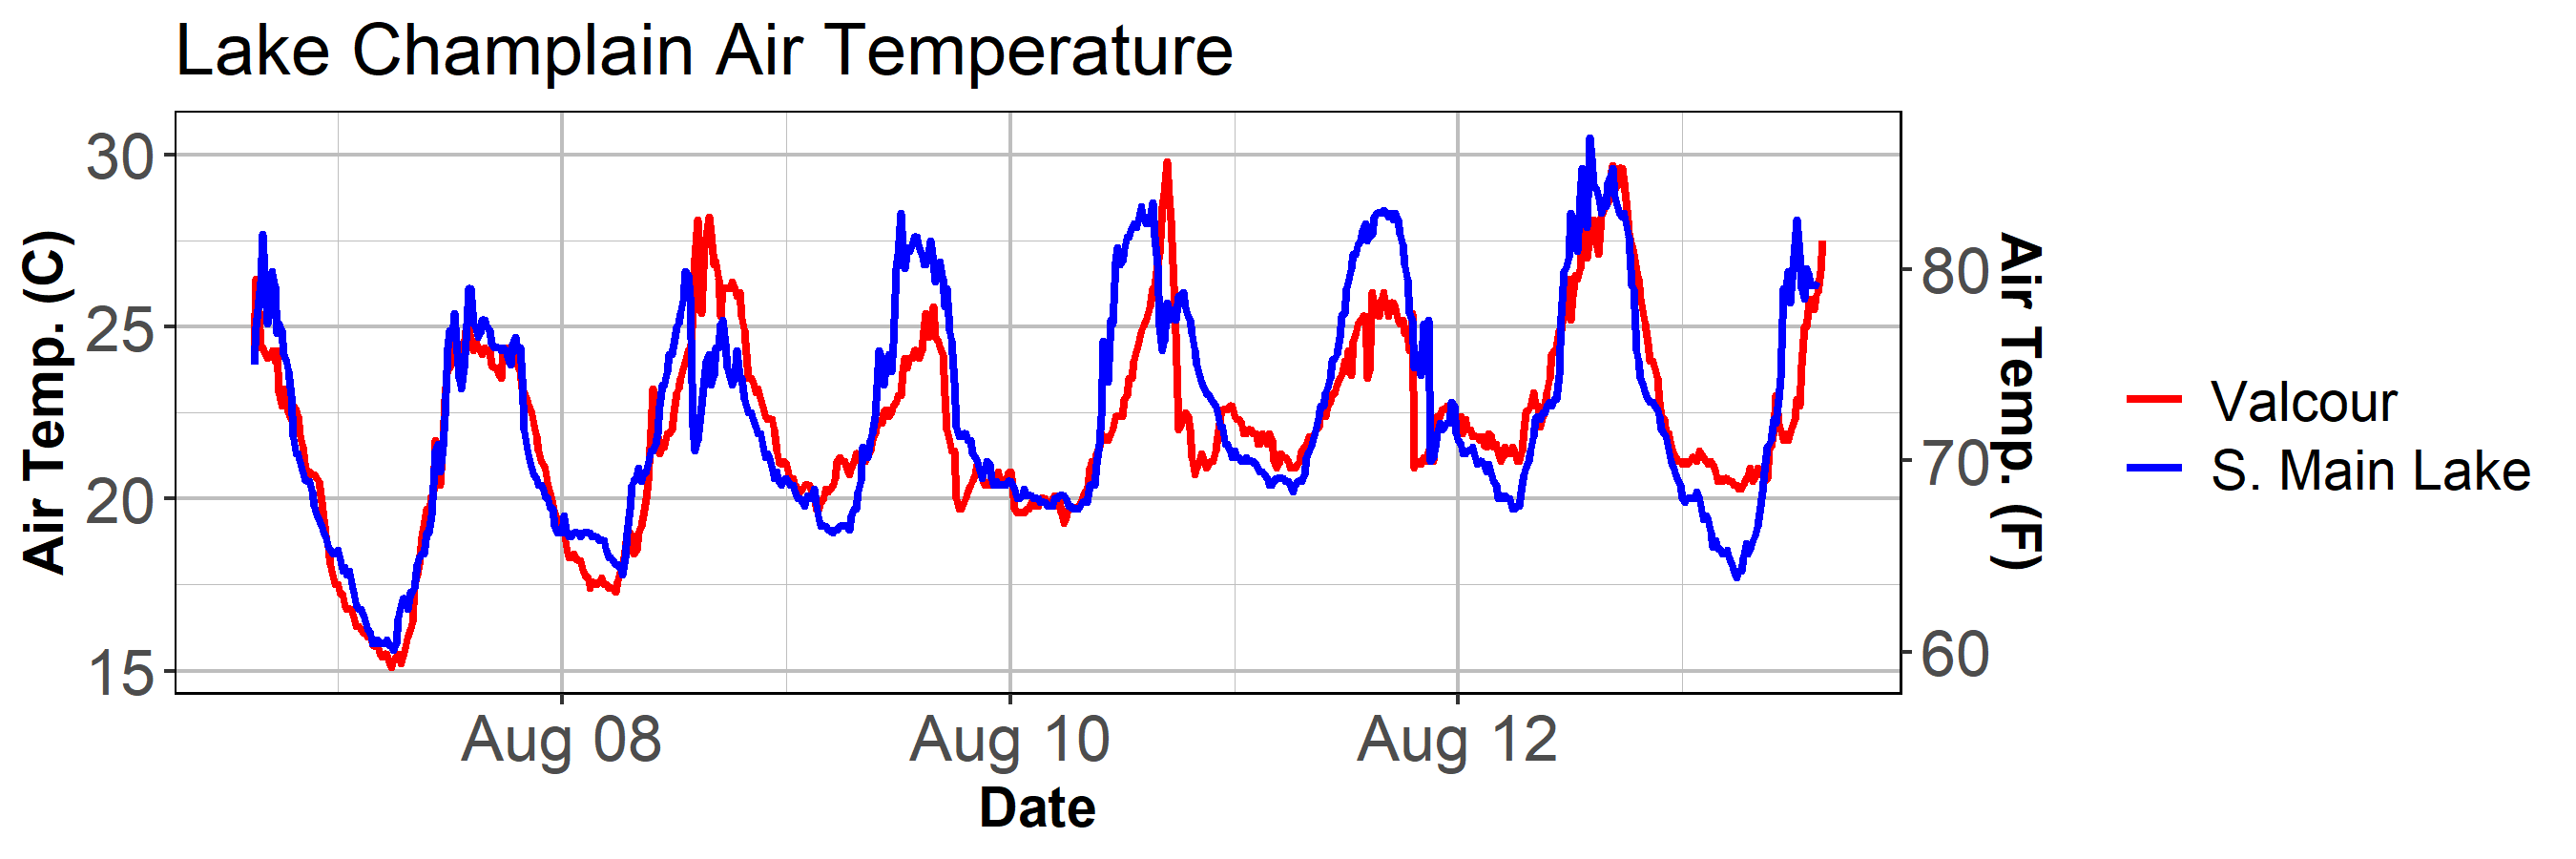 Lake Champlain Air Temperature
Air Temp. (C)
30
25
20
15
Aug 08
Aug 10
Aug 12
Date
80
70
60
Air Temp. (F)
Valcour
S. Main Lake